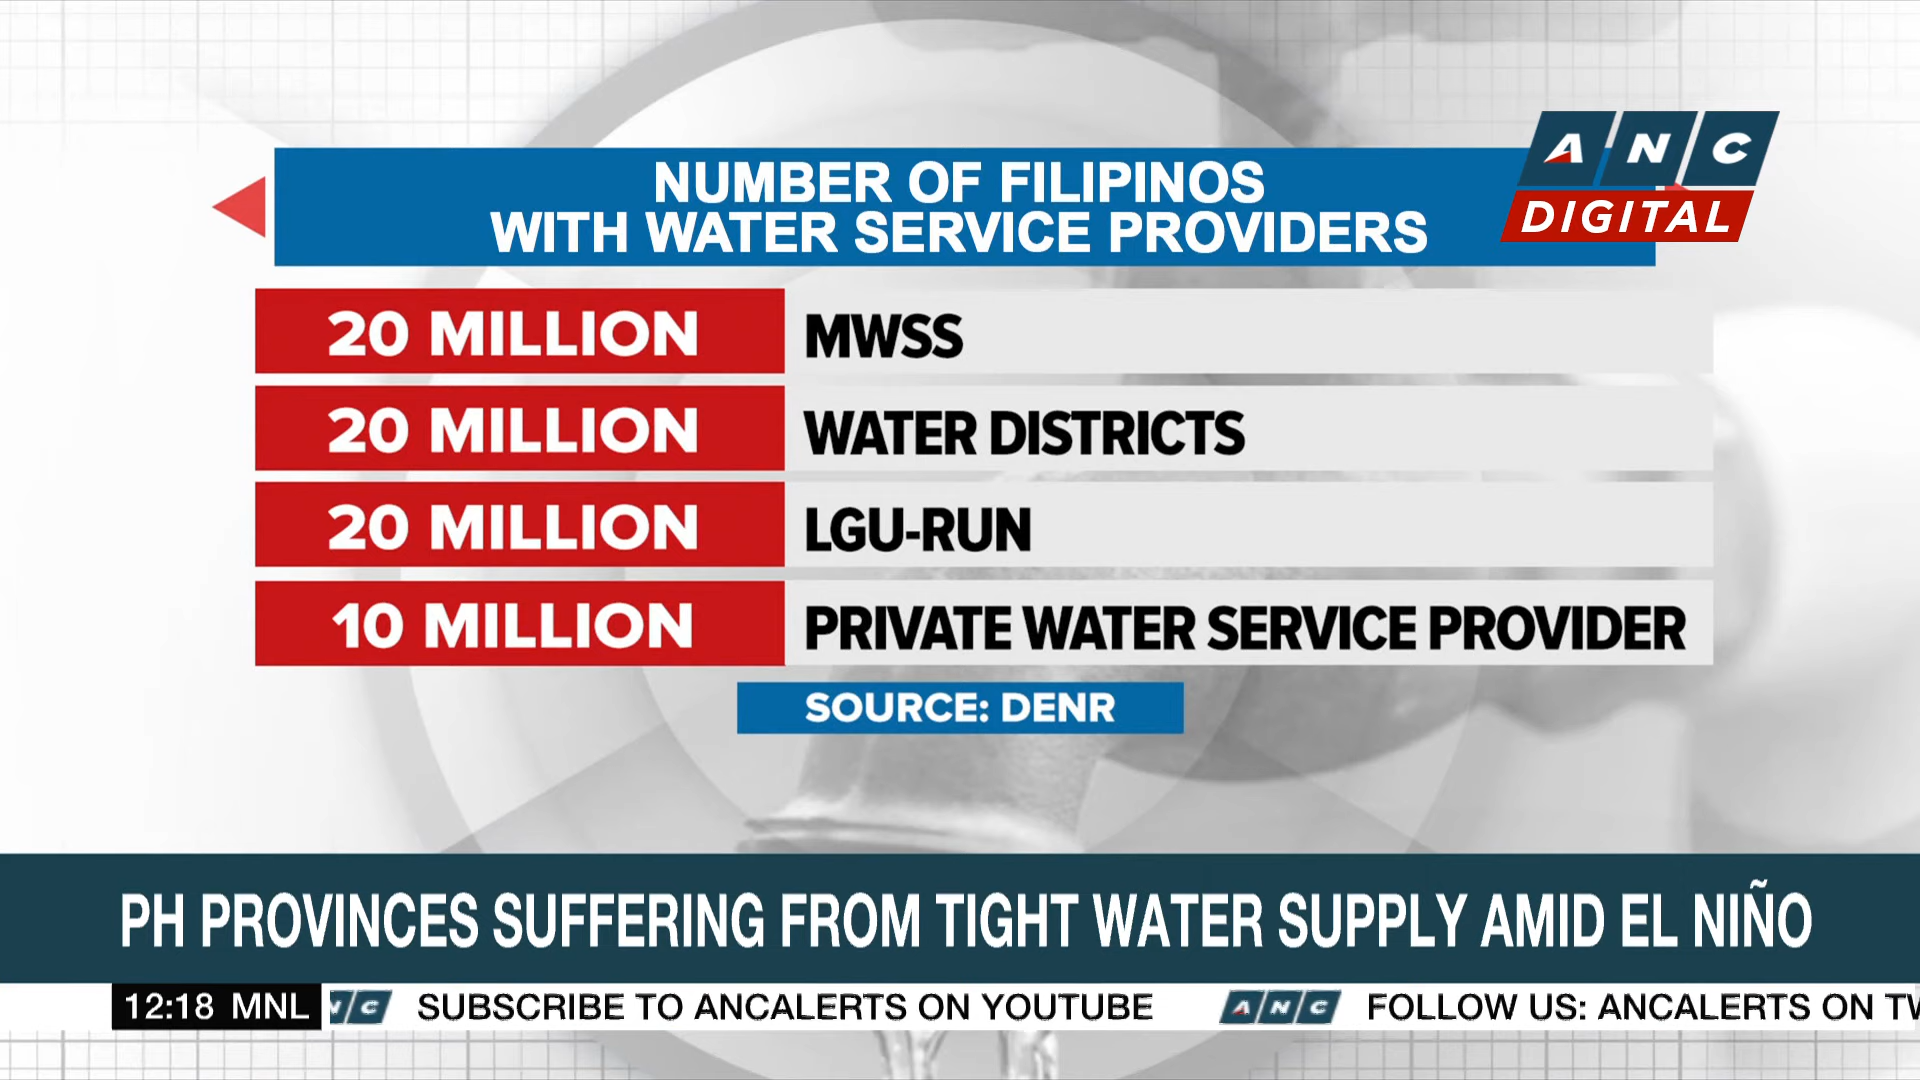 ANC
DIGITAL
NUMBER OF FILIPINOS
WITH WATER SERVICE PROVIDERS
20 MILLION MWSS
20 MILLION WATER DISTRICTS
20 MILLION LGU-RUN
10 MILLION PRIVATE WATER SERVICE PROVIDER
SOURCE: DENR
PH PROVINCES SUFFERING FROM TIGHT WATER SUPPLY AMID EL NIÑO
12:18 MNL SUBSCRIBE TO ANCALERTS ON YOUTUBE ANC FOLLOW US: ANCALERTS ON